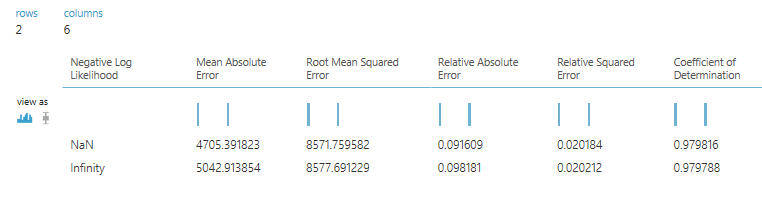 rows columns
2 6
Negative Log Likelihood Mean Absolute Error Root Mean Squared Error Relative Absolute Error Relative Squared Error Coefficient of Determination
view as
NaN 4705.391823 8571.759582 0.091609 0.020184 0.979816
Infinity 5042.913854 8577.691229 0.098181 0.020212 0.979788